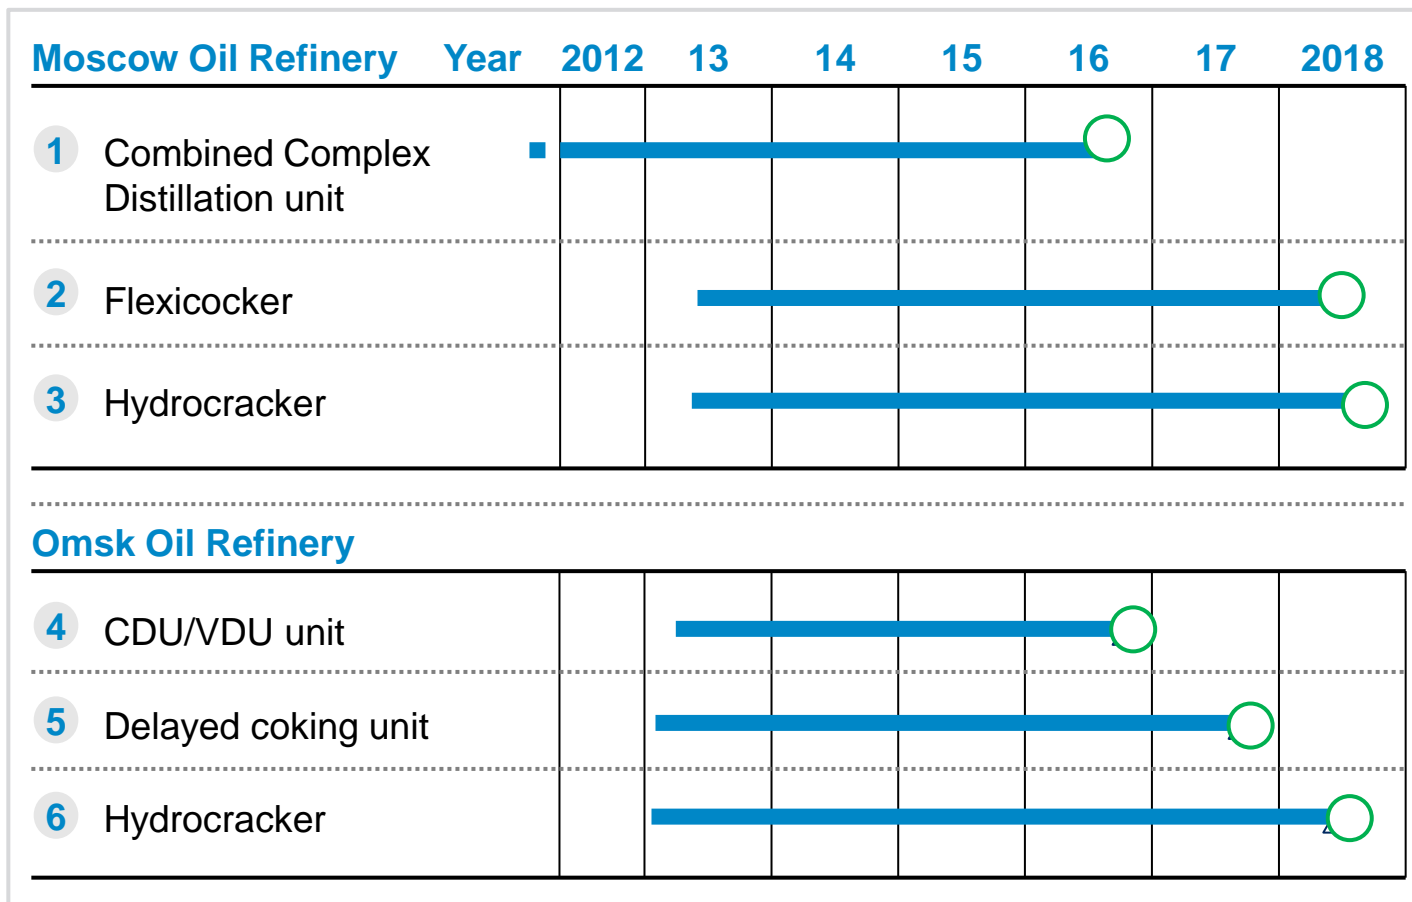 Moscow Oil Refinery Year 2012 13 14 15 16 17 2018
1 Combined Complex
Distillation unit
2 Flexicocker
3 Hydrocracker
Omsk Oil Refinery
4 CDU/VDU unit
5 Delayed coking unit
6 Hydrocracker